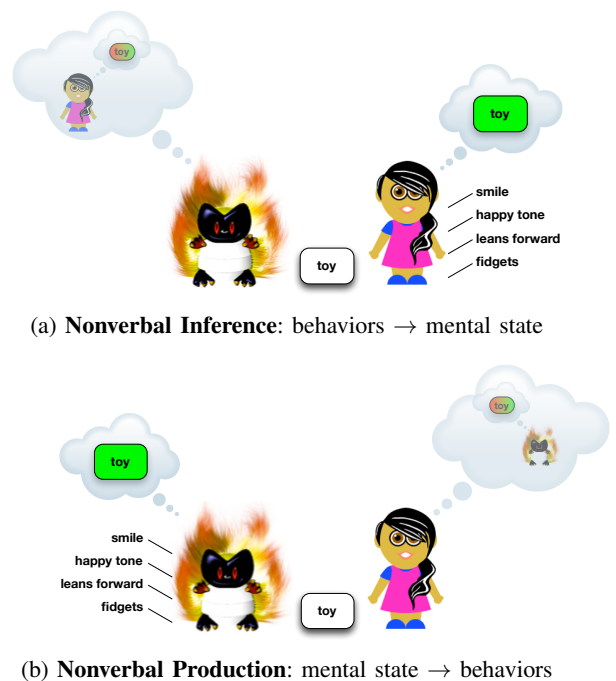 toy
toy
smile
happy tone
leans forward
fidgets
toy
(a) Nonverbal Inference: behaviors → mental state
toy
toy
smile
happy tone
leans forward
fidgets
toy
(b) Nonverbal Production: mental state → behaviors